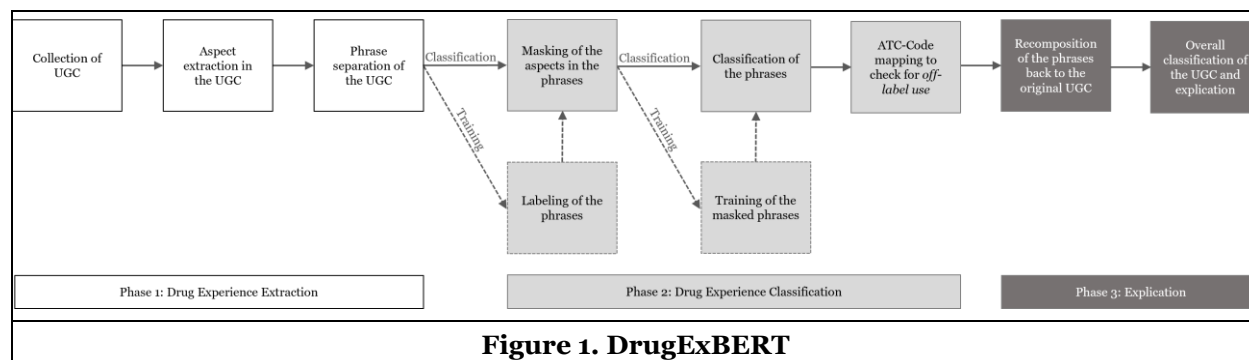 Collection of
UGC
Aspect
extraction in
the UGC
Phrase
separation of
the UGC
Classification
Training
Masking of the
aspects in the
phrases
Labeling of the
phrases
Classification
Training
Classification of
the phrases
Training of the
masked phrases
ATC-Code
mapping to
check for off-
label use
Recomposition
of the phrases
back to the
original UGC
Overall
classification of
the UGC and
explication
Phase 1: Drug Experience Extraction
Phase 2: Drug Experience Classification
Phase 3: Explication
Figure 1. DrugExBERT